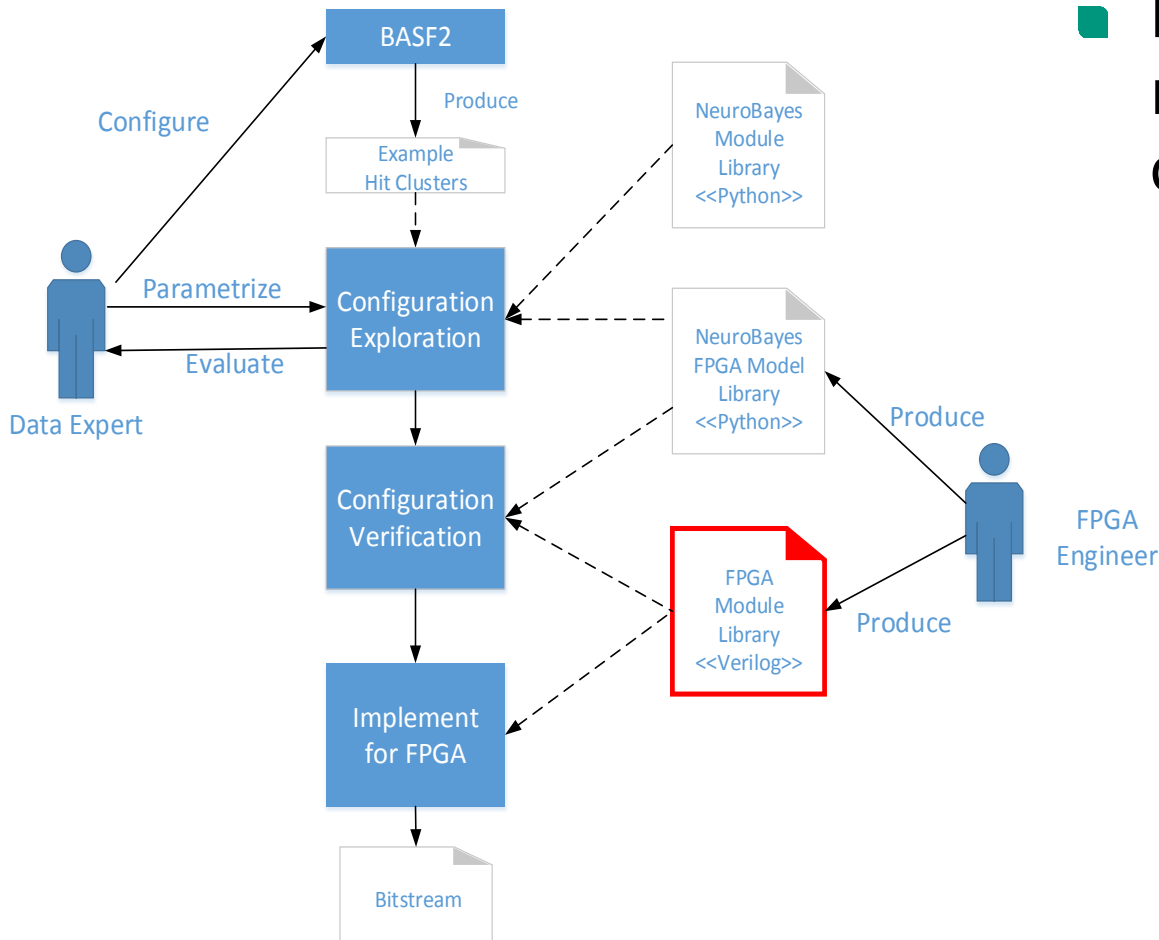 BASF2
Produce
Configure
Example
Hit Clusters
NeuroBayes
Module
Library
<<Python>>
Parametrize
Configuration
Exploration
Evaluate
Data Expert
NeuroBayes
FPGA Model
Library
<<Python>>
Produce
Configuration
Verification
FPGA
Engineer
FPGA
Module
Library
<<Verilog>>
Produce
Implement
for FPGA
Bitstream